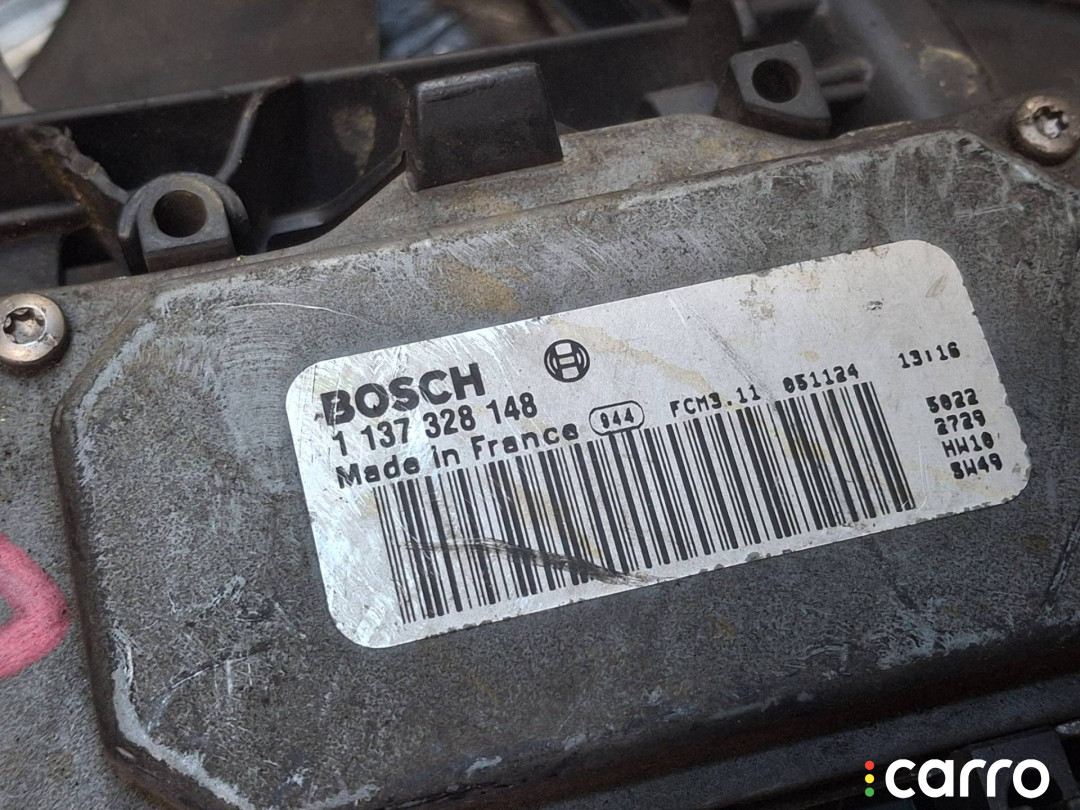 BOSCH
1 137 328 148
Made in France 944 FCM3.11 051124 13:16
5022
2729
HW10
SW49
carro